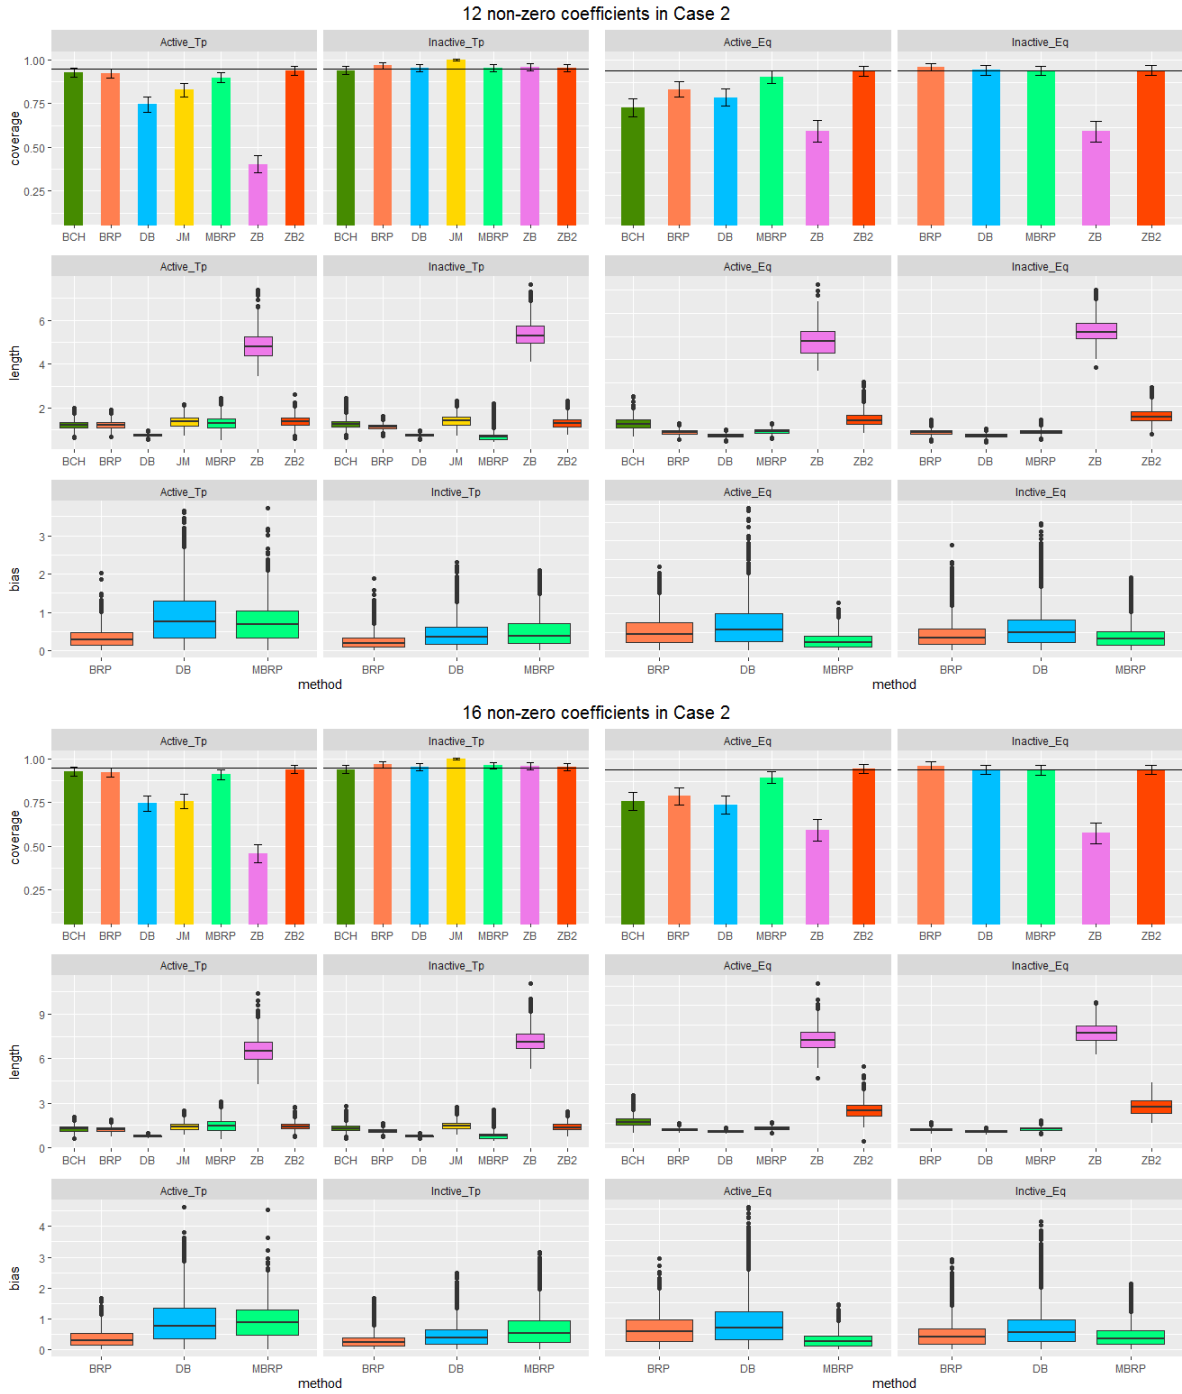 12 non-zero coefficients in Case 2
Active_Tp Inactive_Tp Active_Eq Inactive_Eq
coverage
1.00
0.75
0.50
0.25
BCH BRP DB JM MBRP ZB ZB2 BCH BRP DB JM MBRP ZB ZB2 BCH BRP DB MBRP ZB ZB2 BRP DB MBRP ZB ZB2
Active_Tp Inactive_Tp Active_Eq Inactive_Eq
length
6
4
2
BCH BRP DB JM MBRP ZB ZB2 BCH BRP DB JM MBRP ZB ZB2 BCH BRP DB MBRP ZB ZB2 BRP DB MBRP ZB ZB2
Active_Tp Inctive_Tp Active_Eq Inctive_Eq
bias
3
2
1
0
BRP DB MBRP BRP DB MBRP BRP DB MBRP BRP DB MBRP
method method
16 non-zero coefficients in Case 2
Active_Tp Inactive_Tp Active_Eq Inactive_Eq
coverage
1.00
0.75
0.50
0.25
BCH BRP DB JM MBRP ZB ZB2 BCH BRP DB JM MBRP ZB ZB2 BCH BRP DB MBRP ZB ZB2 BRP DB MBRP ZB ZB2
Active_Tp Inactive_Tp Active_Eq Inactive_Eq
length
9
6
3
0
BCH BRP DB JM MBRP ZB ZB2 BCH BRP DB JM MBRP ZB ZB2 BCH BRP DB MBRP ZB ZB2 BRP DB MBRP ZB ZB2
Active_Tp Inctive_Tp Active_Eq Inctive_Eq
bias
4
3
2
1
0
BRP DB MBRP BRP DB MBRP BRP DB MBRP BRP DB MBRP
method method